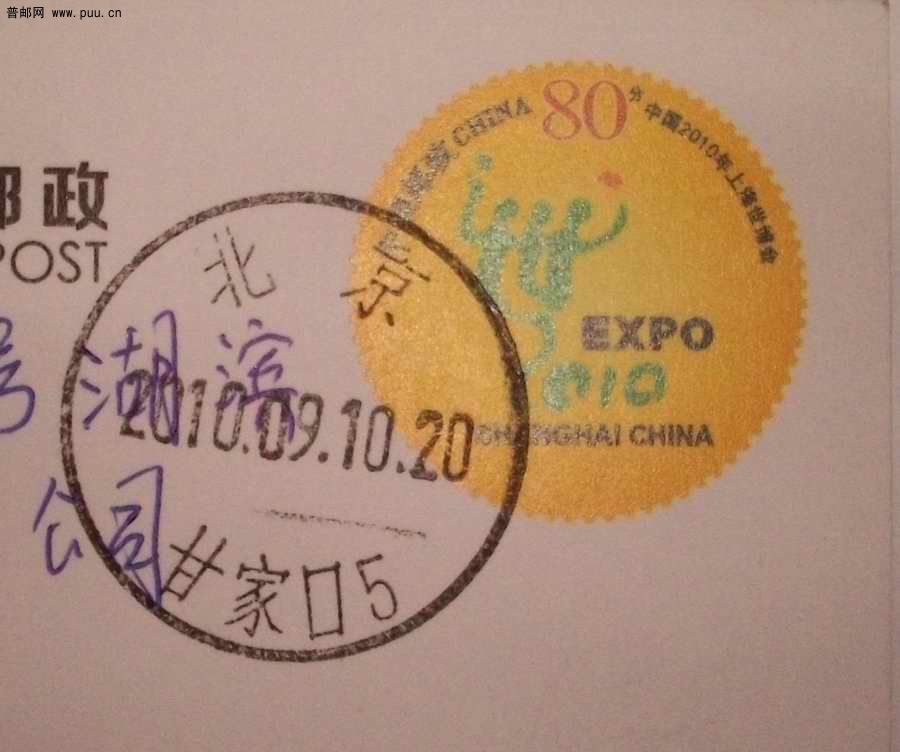 普邮网 www.puu.cn
中国邮政 CHINA
80分
中国2010年上海世博会
EXPO
2010
SHANGHAI CHINA
邮政
POST
号湖滨
公司
北京
2010.09.10.20
甘家口5